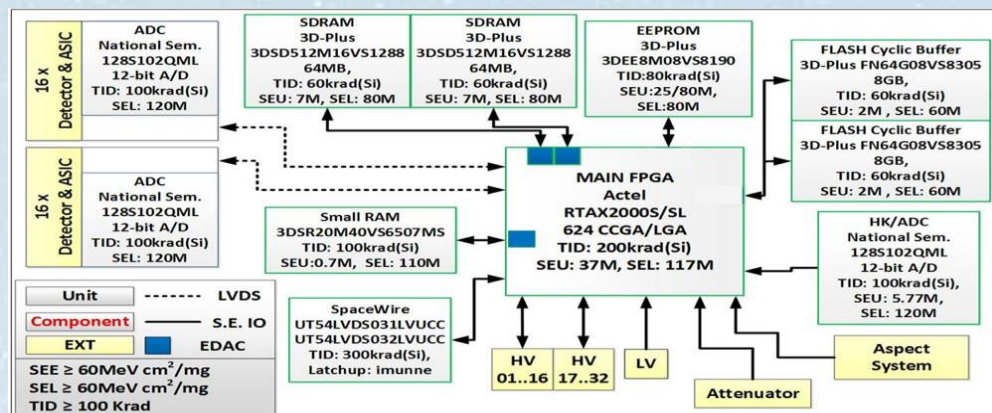 16 x
Detector & ASIC
ADC
National Sem.
128S102QML
12-bit A/D
TID: 100krad(Si)
SEL: 120M
SDRAM
3D-Plus
3DSD512M16VS1288
64MB,
TID: 60krad(Si)
SEU: 7M, SEL: 80M
SDRAM
3D-Plus
3DSD512M16VS1288
64MB,
TID: 60krad(Si)
SEU: 7M, SEL: 80M
EEPROM
3D-Plus
3DEE8M08VS8190
TID:80krad(Si)
SEU:25/80M,
SEL:80M
FLASH Cyclic Buffer
3D-Plus FN64G08VS8305
8GB,
TID: 60krad(Si)
SEU: 2M , SEL: 60M
FLASH Cyclic Buffer
3D-Plus FN64G08VS8305
8GB,
TID: 60krad(Si)
SEU: 2M , SEL: 60M
16 x
Detector & ASIC
ADC
National Sem.
128S102QML
12-bit A/D
TID: 100krad(Si)
SEL: 120M
MAIN FPGA
Actel
RTAX2000S/SL
624 CCGA/LGA
TID: 200krad(Si)
SEU: 37M, SEL: 117M
Small RAM
3DSR20M40VS6507MS
TID: 100krad(Si)
SEU:0.7M, SEL: 110M
HK/ADC
National Sem.
128S102QML
12-bit A/D
TID: 100krad(Si),
SEU: 5.77M,
SEL: 120M
SpaceWire
UT54LVDS031LVUCC
UT54LVDS032LVUCC
TID: 300krad(Si),
Latchup: imunne
HV
01..16
HV
17..32
LV
Attenuator
Aspect
System
Unit
LVDS
Component
S.E. IO
EXT
EDAC
SEE ≥ 60MeV cm²/mg
SEL ≥ 60MeV cm²/mg
TID ≥ 100 Krad